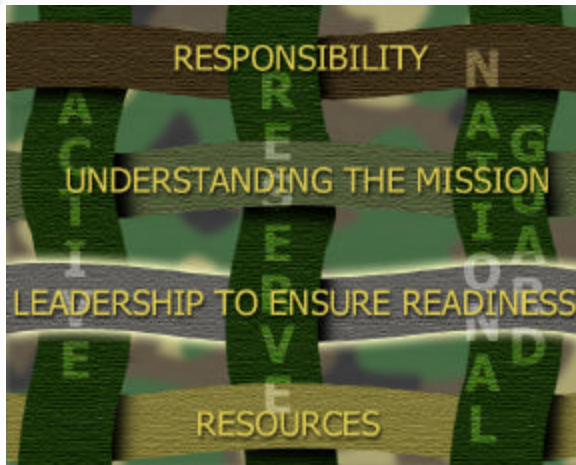 RESPONSIBILITY
UNDERSTANDING THE MISSION
LEADERSHIP TO ENSURE READINESS
RESOURCES
ACTIVE
RESERVE
NATIONAL
GUARD